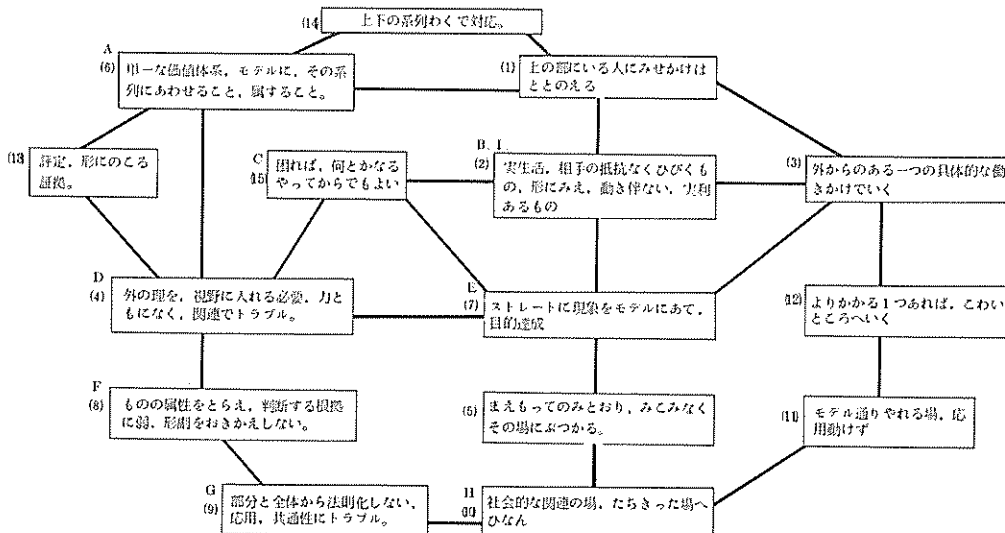 (14)
上下の系列わくで対応。
A
(6)
単一な価値体系，モデルに，その系
列にあわせること，属すること。
(1)
上の部にいる人にみせかけは
ととのえる
(13)
評定，形にのこる
証拠。
C
(15)
困れば，何とかなる
やってからでもよい
B、I、
(2)
実生活，相手の抵抗なくひびくも
の，形にみえ，動き伴ない，実利
あるもの
(3)
外からのある一つの具体的な働
きかけでいく
D
(4)
外の理を，視野に入れる必要，力と
もになく，関連でトラブル。
E
(7)
ストレートに現象をモデルにあて，
目的達成
(12)
よりかかる1つあれば，こわい
ところへいく
F
(8)
ものの属性をとらえ，判断する根拠
に弱，形劇をおきかえしない。
(5)
まえもってのみとおり，みこみなく
その場にぶつかる。
(11)
モデル通りやれる場，応
用動けず
G
(9)
部分と全体から法則化しない，
応用，共通性にトラブル。
H
(10)
社会的な関連の場，たちきった場へ
ひなん